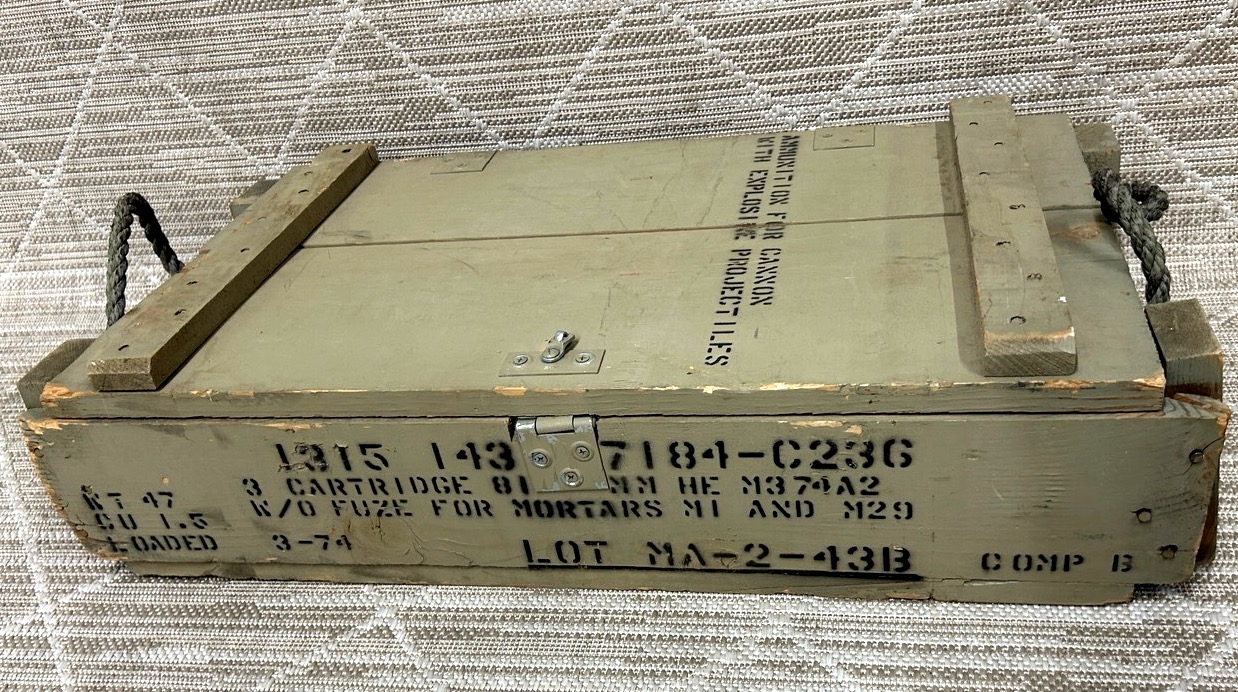 AMMUNITION FOR CANNON
WITH EXPLOSIVE PROJECTILES
1315 143 7184-C236
3 CARTRIDGE 81 MM HE M374A2
W/O FUZE FOR MORTARS M1 AND M29
WT 47
CU 1.5
LOADED 3-74
LOT MA-2-43B
COMP B